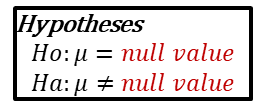 Hypotheses
Ho: μ = null value
Ha: μ ≠ null value